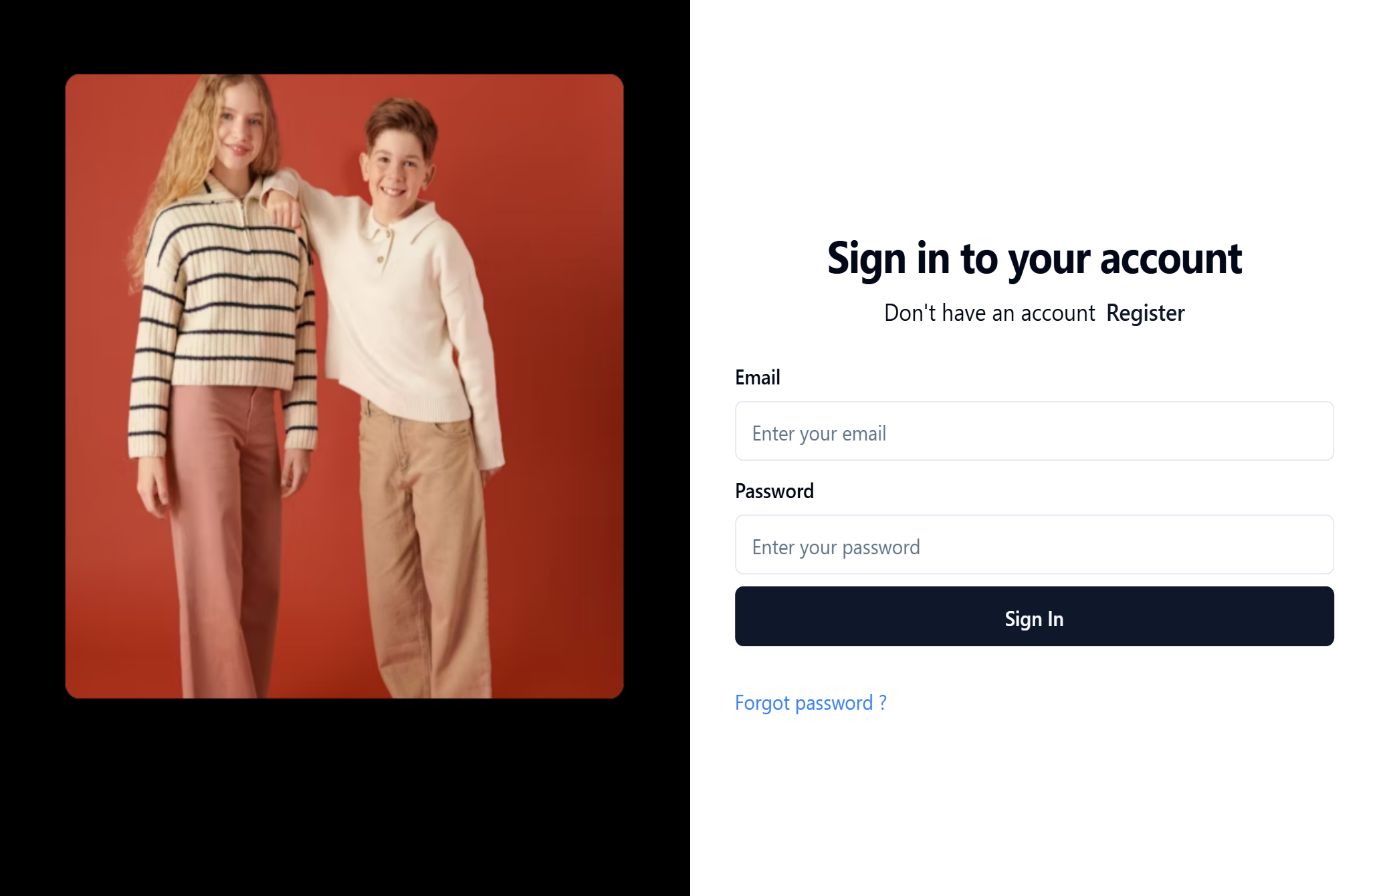 Sign in to your account
Don't have an account Register
Email
Enter your email
Password
Enter your password
Sign In
Forgot password ?